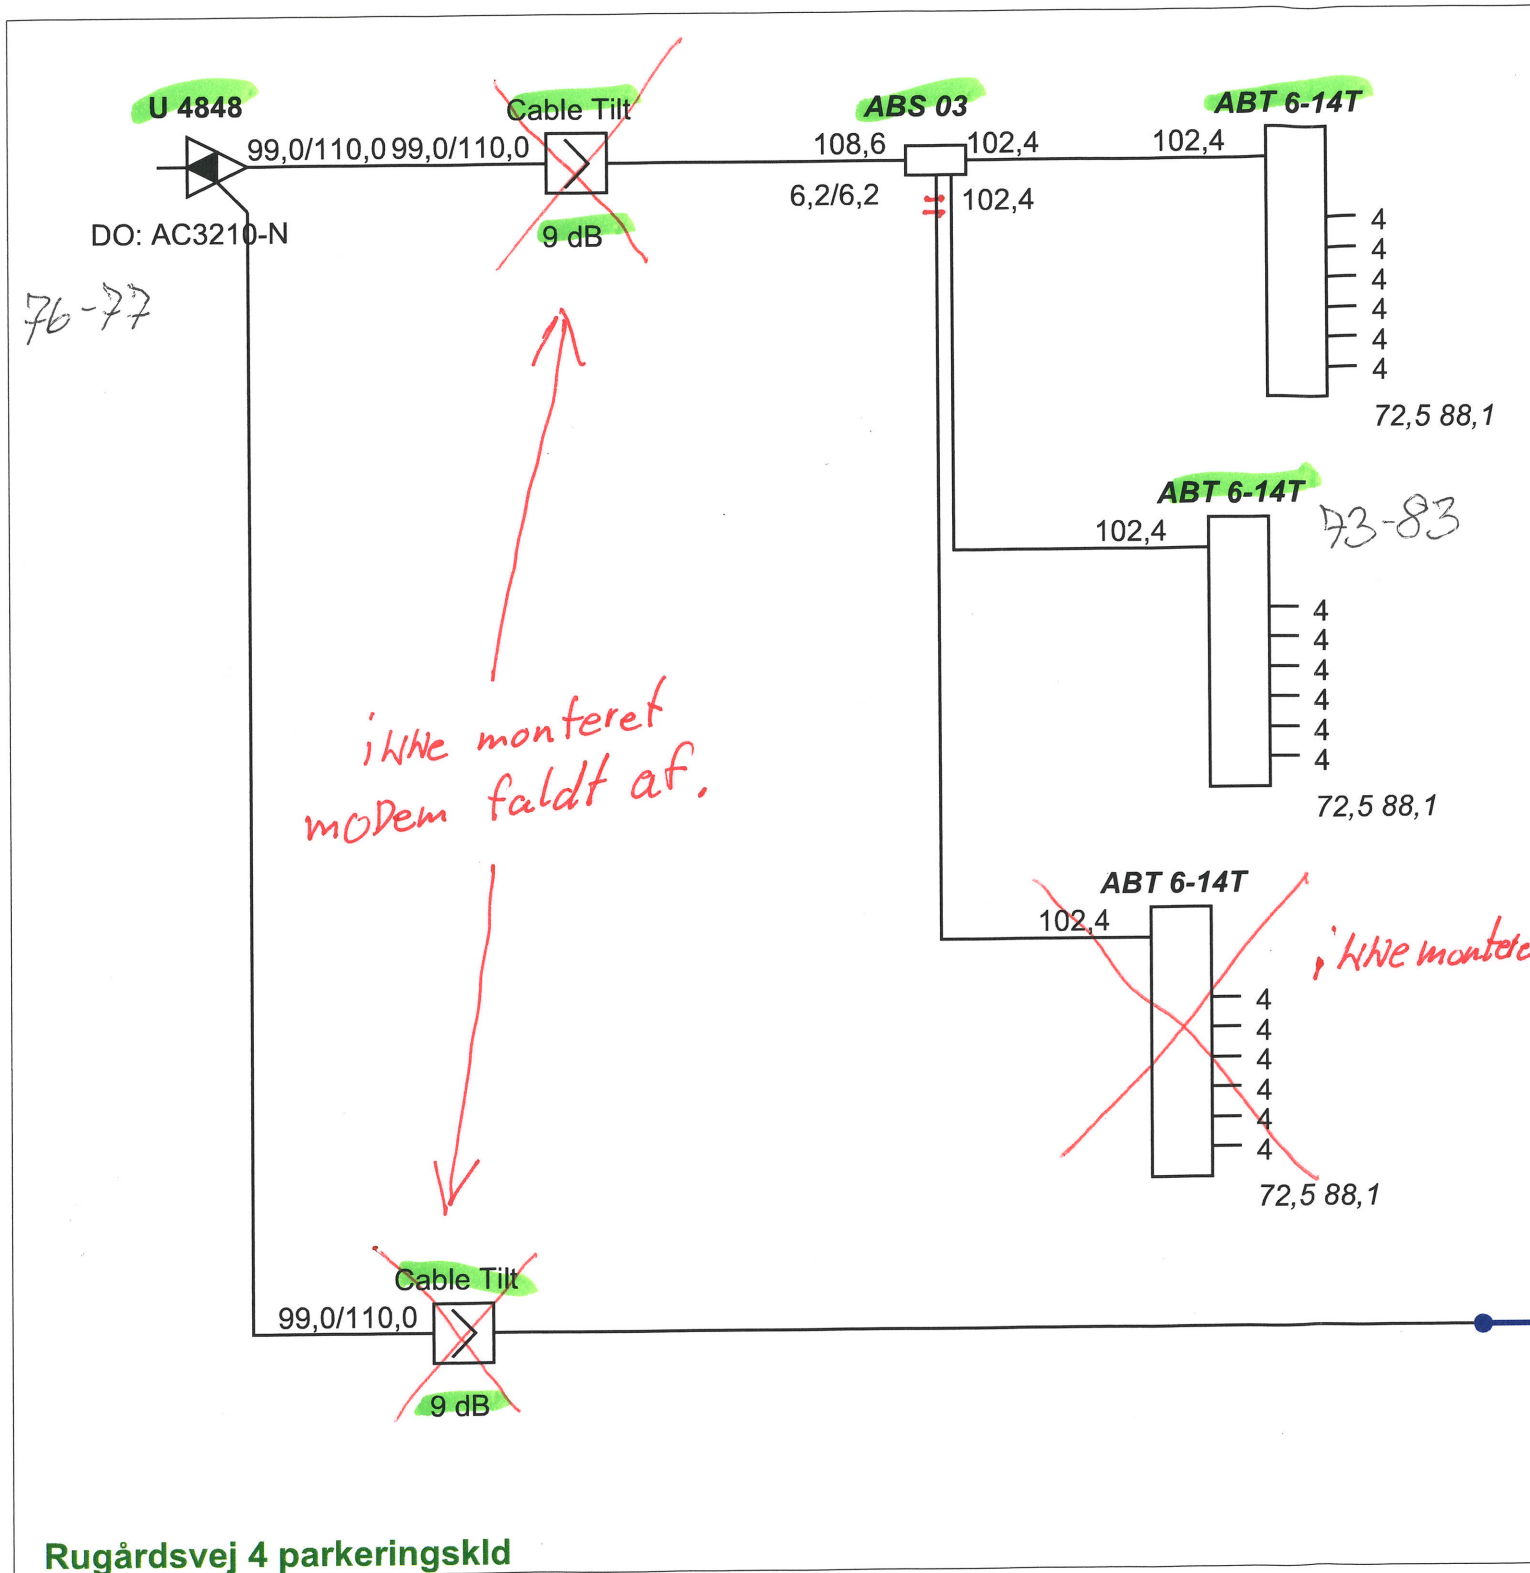 U 4848
Cable Tilt
ABS 03
ABT 6-14T
99,0/110,0 99,0/110,0
108,6
102,4
102,4
6,2/6,2
102,4
DO: AC3210-N
9 dB
76-77
4
4
4
4
4
4
72,5 88,1
ABT 6-14T
73-83
102,4
4
4
4
4
4
4
72,5 88,1
ikke monteret
moDem faldt af.
ABT 6-14T
102,4
ikke montere
4
4
4
4
4
4
72,5 88,1
Cable Tilt
99,0/110,0
9 dB
Rugårdsvej 4 parkeringskld